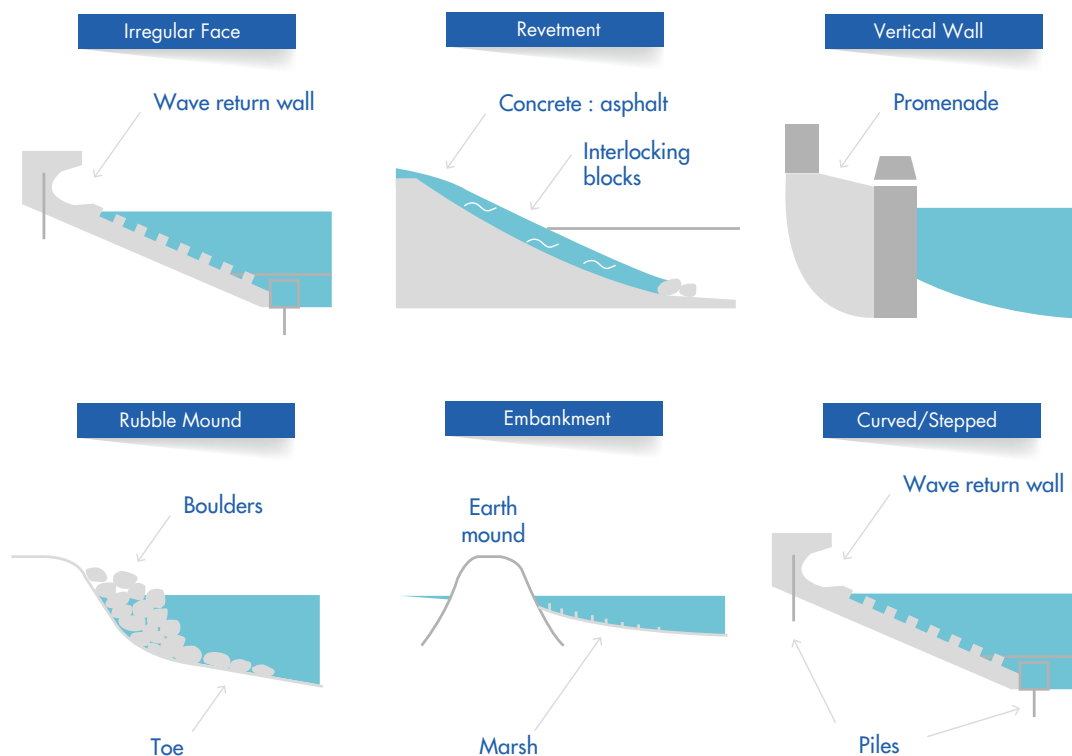 Irregular Face
Wave return wall
Revetment
Concrete : asphalt
Interlocking
blocks
Vertical Wall
Promenade
Rubble Mound
Boulders
Toe
Embankment
Earth
mound
Marsh
Curved/Stepped
Wave return wall
Piles